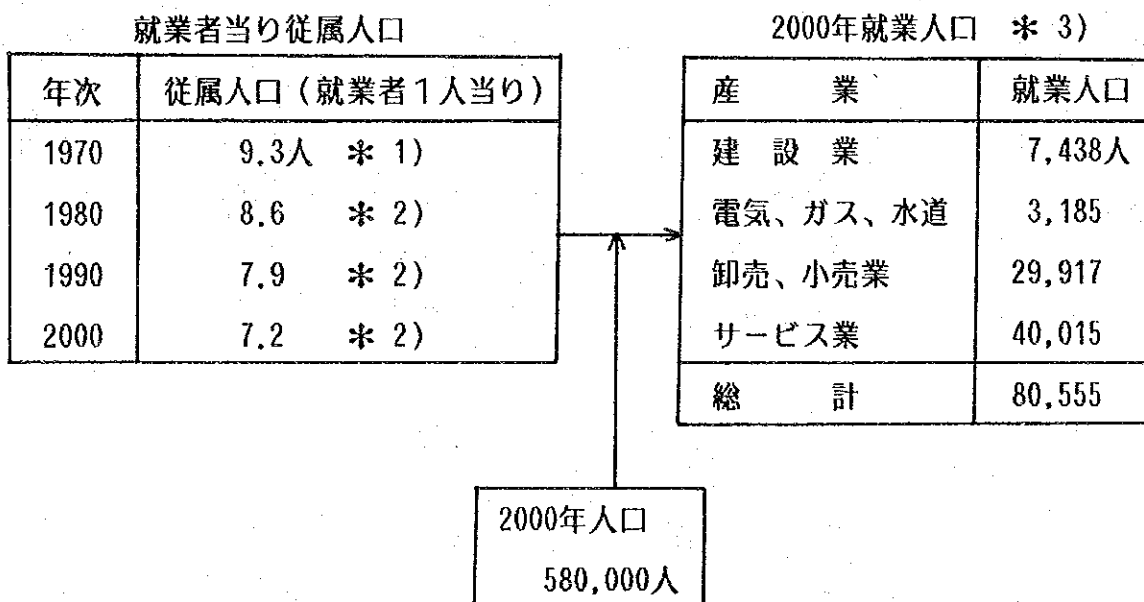 就業者当り従属人口
年次 従属人口(就業者1人当り)
1970 9.3人 * 1)
1980 8.6 * 2)
1990 7.9 * 2)
2000 7.2 * 2)
2000年就業人口 * 3)
産 業 就業人口
建 設 業 7,438人
電気、ガス、水道 3,185
卸売、小売業 29,917
サービス業 40,015
総 計 80,555
2000年人口
580,000人